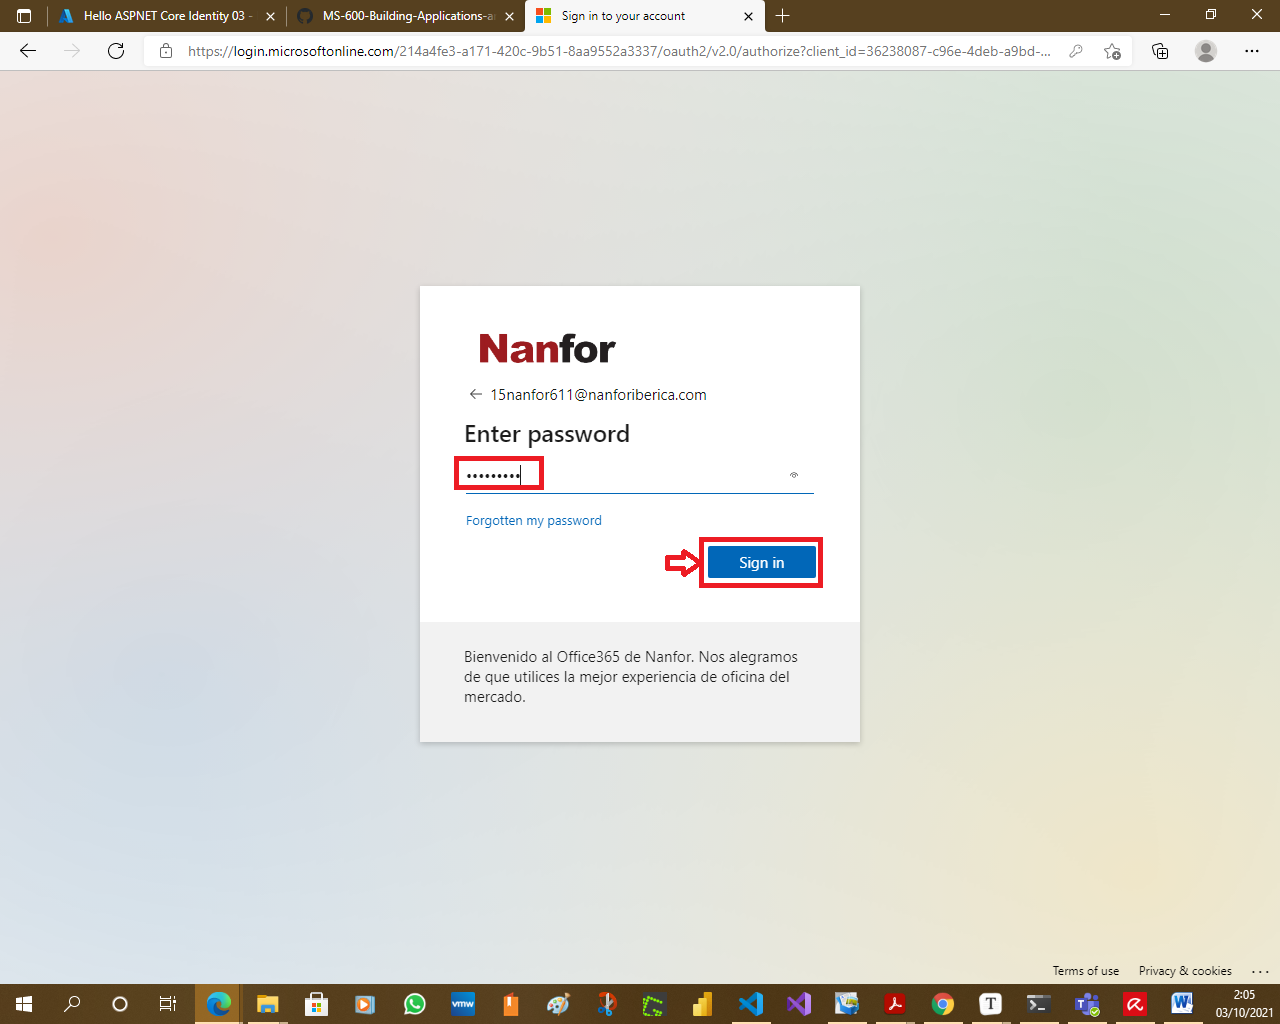 Hello ASPNET Core Identity 03 -
MS-600-Building-Applications-a
Sign in to your account
https://login.microsoftonline.com/214a4fe3-a171-420c-9b51-8aa9552a3337/oauth2/v2.0/authorize?client_id=36238087-c96e-4deb-a9bd-...
Nanfor
15nanfor611@nanforiberica.com
Enter password
Forgotten my password
Sign in
Bienvenido al Office365 de Nanfor. Nos alegramos
de que utilices la mejor experiencia de oficina del
mercado.
Terms of use
Privacy & cookies
...
vmw
T
2:05
03/10/2021